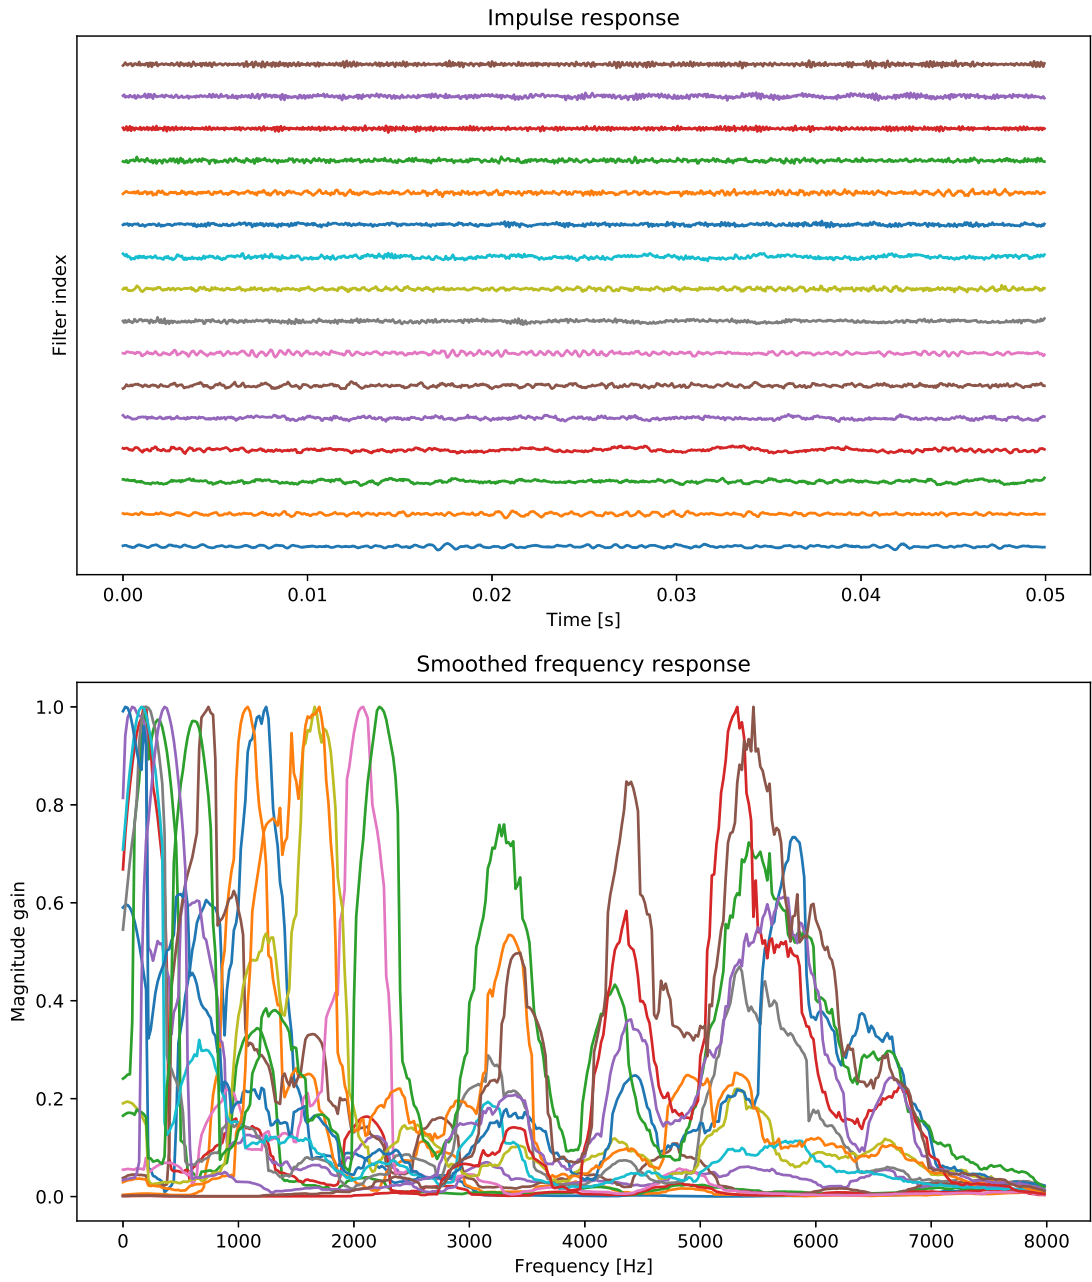 Impulse response
Filter index
0.00 0.01 0.02 0.03 0.04 0.05
Time [s]
Smoothed frequency response
Magnitude gain
1.0
0.8
0.6
0.4
0.2
0.0
0 1000 2000 3000 4000 5000 6000 7000 8000
Frequency [Hz]